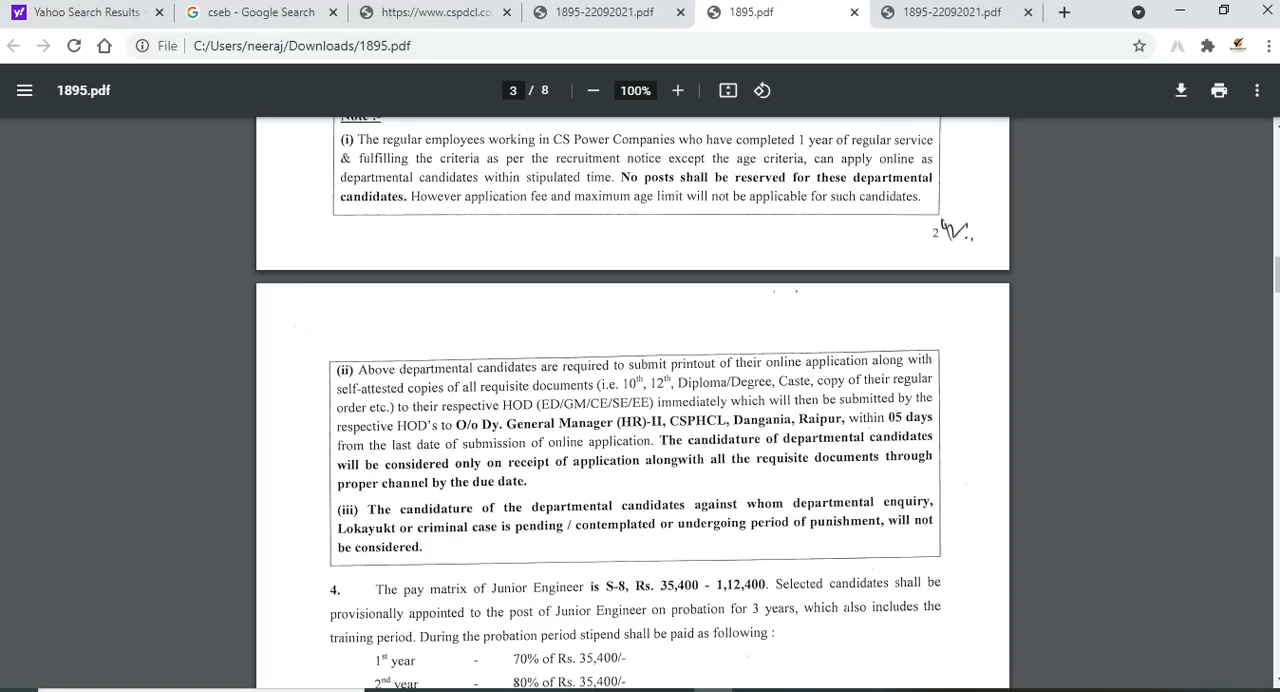 Yahoo Search Results
cseb - Google Search
https://www.cspdcl.co
1895-22092021.pdf
1895.pdf
1895-22092021.pdf
File
C:/Users/neeraj/Downloads/1895.pdf
1895.pdf
3 / 8
100%
Note :-
(i) The regular employees working in CS Power Companies who have completed 1 year of regular service
& fulfilling the criteria as per the recruitment notice except the age criteria, can apply online as
departmental candidates within stipulated time. No posts shall be reserved for these departmental
candidates. However application fee and maximum age limit will not be applicable for such candidates.
2
(ii) Above departmental candidates are required to submit printout of their online application along with
self-attested copies of all requisite documents (i.e. 10th, 12th, Diploma/Degree, Caste, copy of their regular
order etc.) to their respective HOD (ED/GM/CE/SE/EE) immediately which will then be submitted by the
respective HOD's to O/o Dy. General Manager (HR)-II, CSPHCL, Dangania, Raipur, within 05 days
from the last date of submission of online application. The candidature of departmental candidates
will be considered only on receipt of application alongwith all the requisite documents through
proper channel by the due date.
(iii) The candidature of the departmental candidates against whom departmental enquiry,
Lokayukt or criminal case is pending / contemplated or undergoing period of punishment, will not
be considered.
4. The pay matrix of Junior Engineer is S-8, Rs. 35,400 - 1,12,400. Selected candidates shall be
provisionally appointed to the post of Junior Engineer on probation for 3 years, which also includes the
training period. During the probation period stipend shall be paid as following :
1st year - 70% of Rs. 35,400/-
2nd year - 80% of Rs. 35,400/-